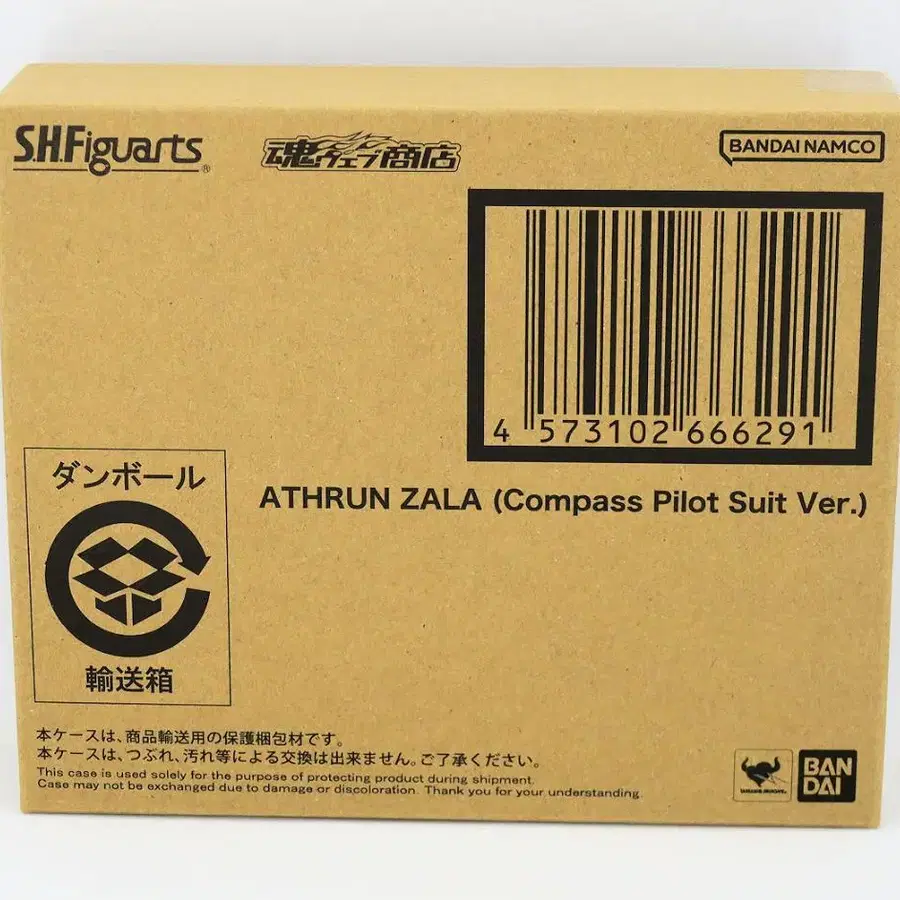 S.H.Figuarts®
魂ウェブ商店
BANDAI NAMCO
4 573102 666291
ATHRUN ZALA (Compass Pilot Suit Ver.)
ダンボール
輸送箱
本ケースは、商品輸送用の保護梱包材です。
本ケースは、つぶれ、汚れ等による交換は出来ません。ご了承ください。
This case is used solely for the purpose of protecting product during shipment.
Case may not be exchanged due to damage or discoloration. Thank you for your understanding.
BAN
DAI